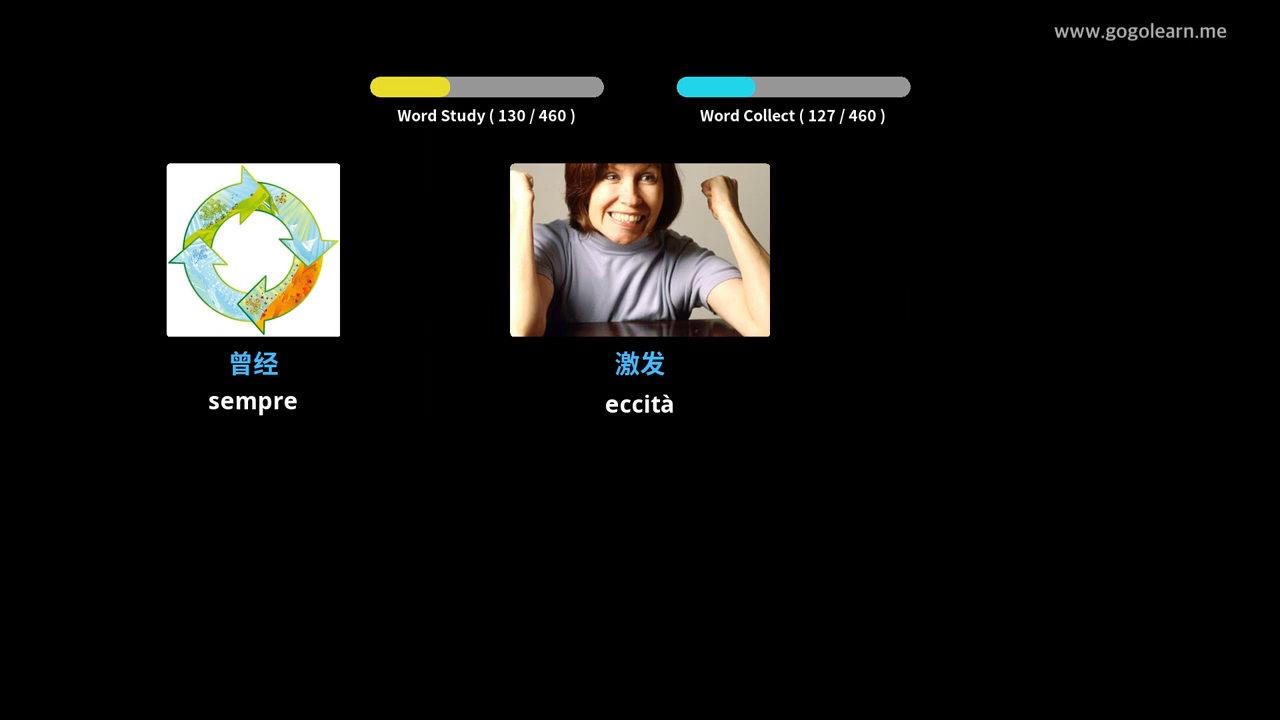 www.gogolearn.me
Word Study ( 130 / 460 )
Word Collect ( 127 / 460 )
曾经
sempre
激发
eccità